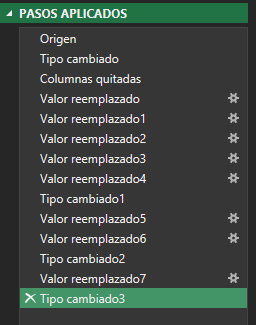 PASOS APLICADOS
Origen
Tipo cambiado
Columnas quitadas
Valor reemplazado
Valor reemplazado1
Valor reemplazado2
Valor reemplazado3
Valor reemplazado4
Tipo cambiado1
Valor reemplazado5
Valor reemplazado6
Tipo cambiado2
Valor reemplazado7
Tipo cambiado3